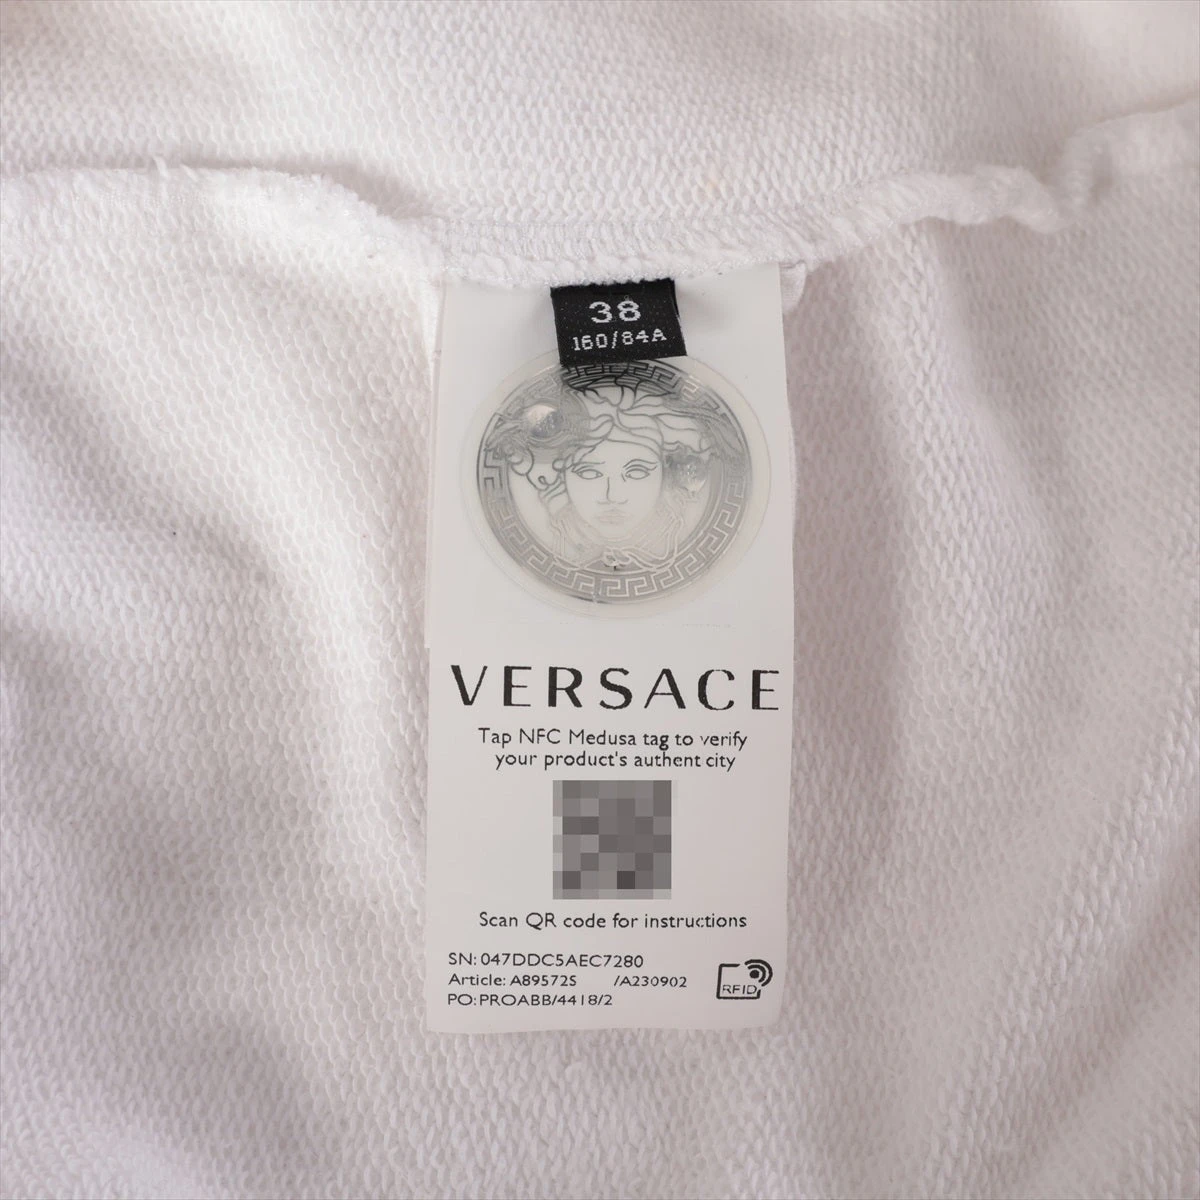 38
160/84A
VERSACE
Tap NFC Medusa tag to verify
your product's authent city
Scan QR code for instructions
SN: 047DDC5AEC7280
Article: A89572S /A230902
PO: PROABB/4418/2
RFID